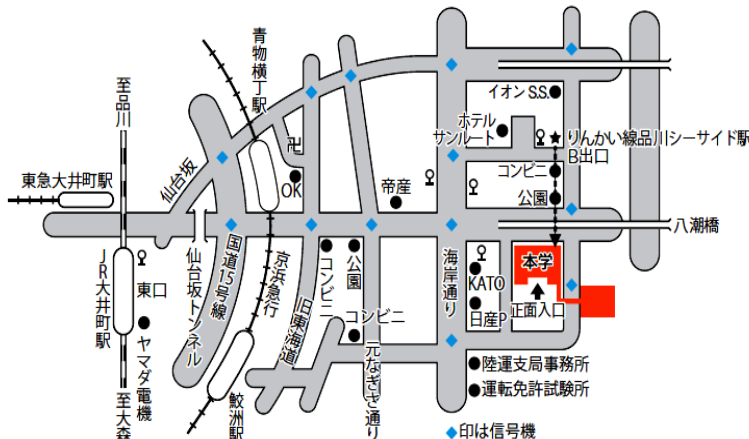 至品川
青物横丁駅
イオン S.S.
ホテル
サンルート
りんかい線品川シーサイド駅
B出口
コンビニ
公園
東急大井町駅
仙台坂
卍
OK
帝産
八潮橋
JR大井町駅
東口
ヤマダ電機
至大森
仙台坂トンネル
国道15号線
京浜急行
鮫洲駅
旧東海道
コンビニ
公園
コンビニ
元なぎさ通り
海岸通り
KATO
日産P
本学
正面入口
陸運支局事務所
運転免許試験所
印は信号機